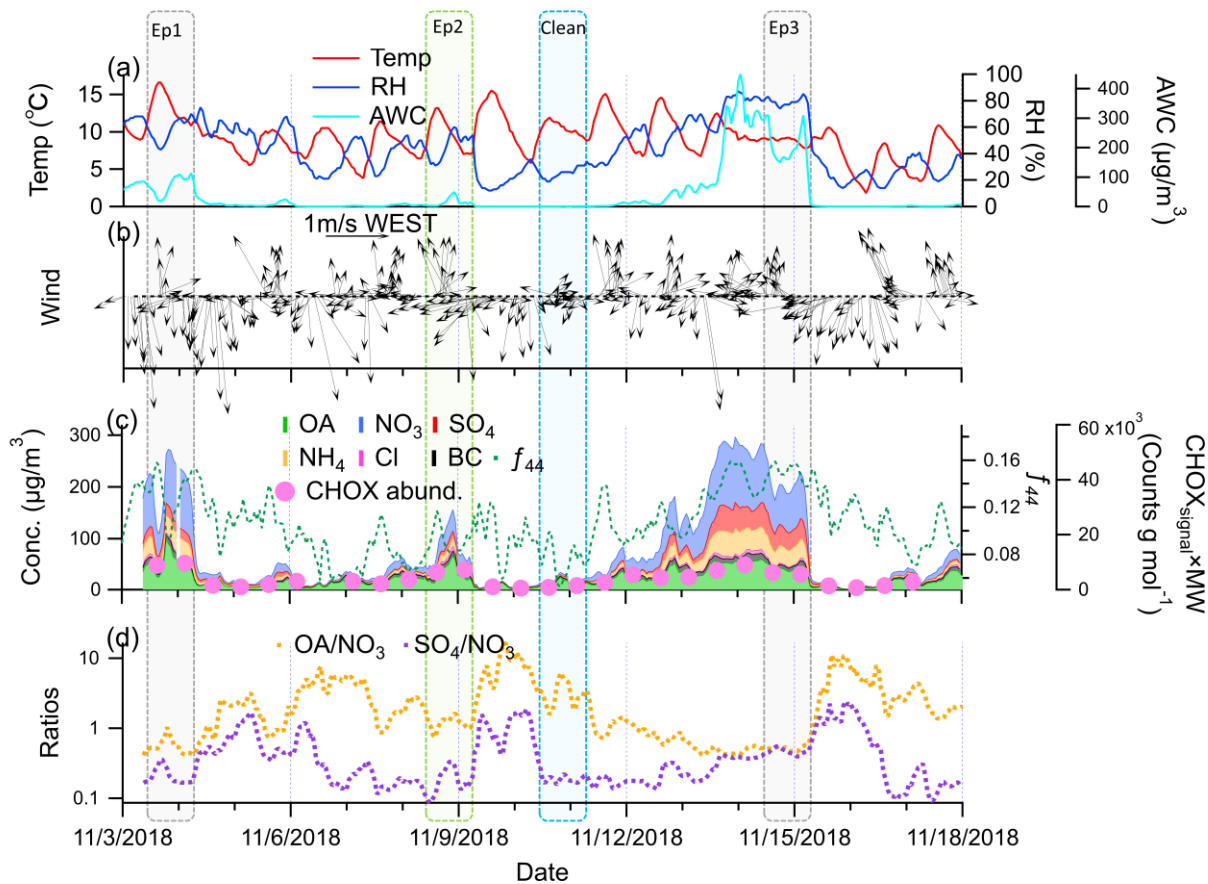 Ep1 Ep2 Clean Ep3
(a)
Temp
RH
AWC
Temp (°C)
15
10
5
0
RH (%)
100
80
60
40
20
0
AWC (µg/m³)
400
300
200
100
0
(b)
1m/s WEST
Wind
(c)
OA NO₃ SO₄
NH₄ Cl BC f₄₄
CHOX abund.
Conc. (µg/m³)
300
200
100
0
f₄₄
0.16
0.12
0.08
CHOXsignal×MW
(Counts g mol⁻¹)
60 x10³
40
20
0
(d)
OA/NO₃ SO₄/NO₃
Ratios
10
1
0.1
11/3/2018 11/6/2018 11/9/2018 11/12/2018 11/15/2018 11/18/2018
Date